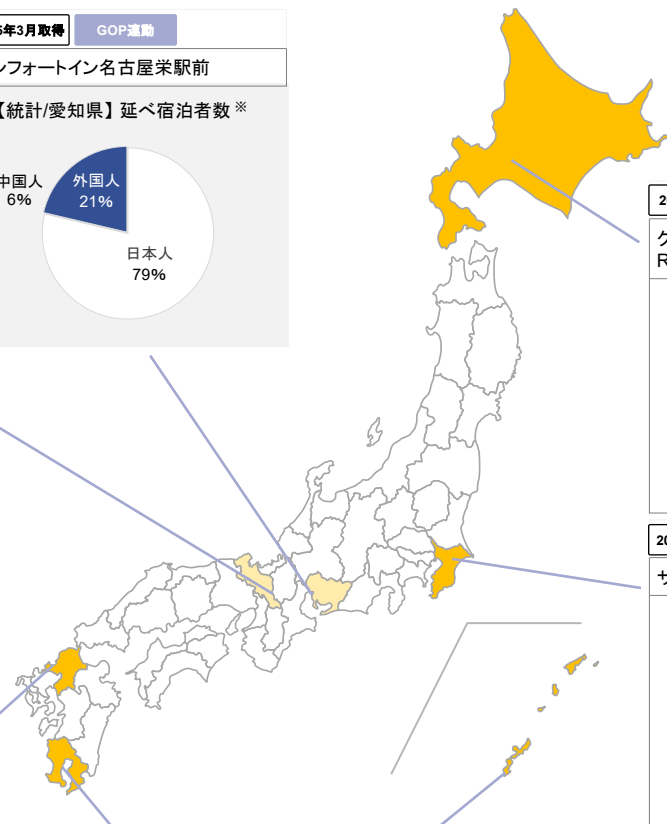 5年3月取得
GOP連動
ンフォートイン名古屋栄駅前
【統計/愛知県】延べ宿泊者数※
中国人
6%
外国人
21%
日本人
79%
2
ク
R
20
サ